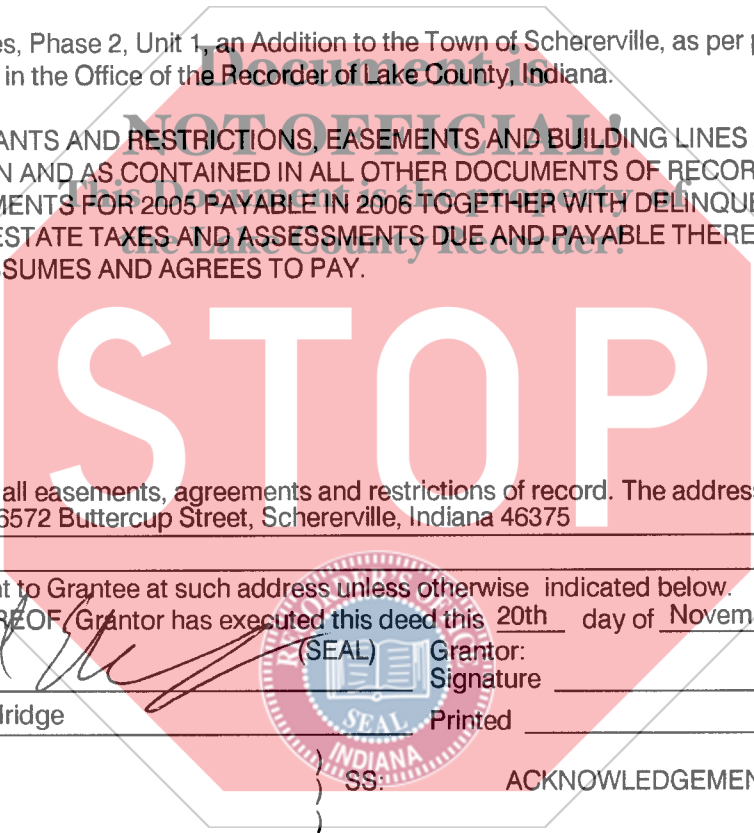 es, Phase 2, Unit 1, an Addition to the Town of Schererville, as per p
in the Office of the Recorder of Lake County, Indiana.
Document is
NOT OFFICIAL!
This Document is the property of
the Lake County Recorder!
ANTS AND RESTRICTIONS, EASEMENTS AND BUILDING LINES
N AND AS CONTAINED IN ALL OTHER DOCUMENTS OF RECOR
MENTS FOR 2005 PAYABLE IN 2006 TOGETHER WITH DELINQUE
ESTATE TAXES AND ASSESSMENTS DUE AND PAYABLE THERE
SSUMES AND AGREES TO PAY.
STOP
all easements, agreements and restrictions of record. The address
6572 Buttercup Street, Schererville, Indiana 46375
nt to Grantee at such address unless otherwise indicated below.
REOF, Grantor has executed this deed this 20th day of Novem
(SEAL) Grantor:
Signature
dridge Printed
RECORDER'S OFFICE
SEAL
INDIANA
) SS: ACKNOWLEDGEMEN
)